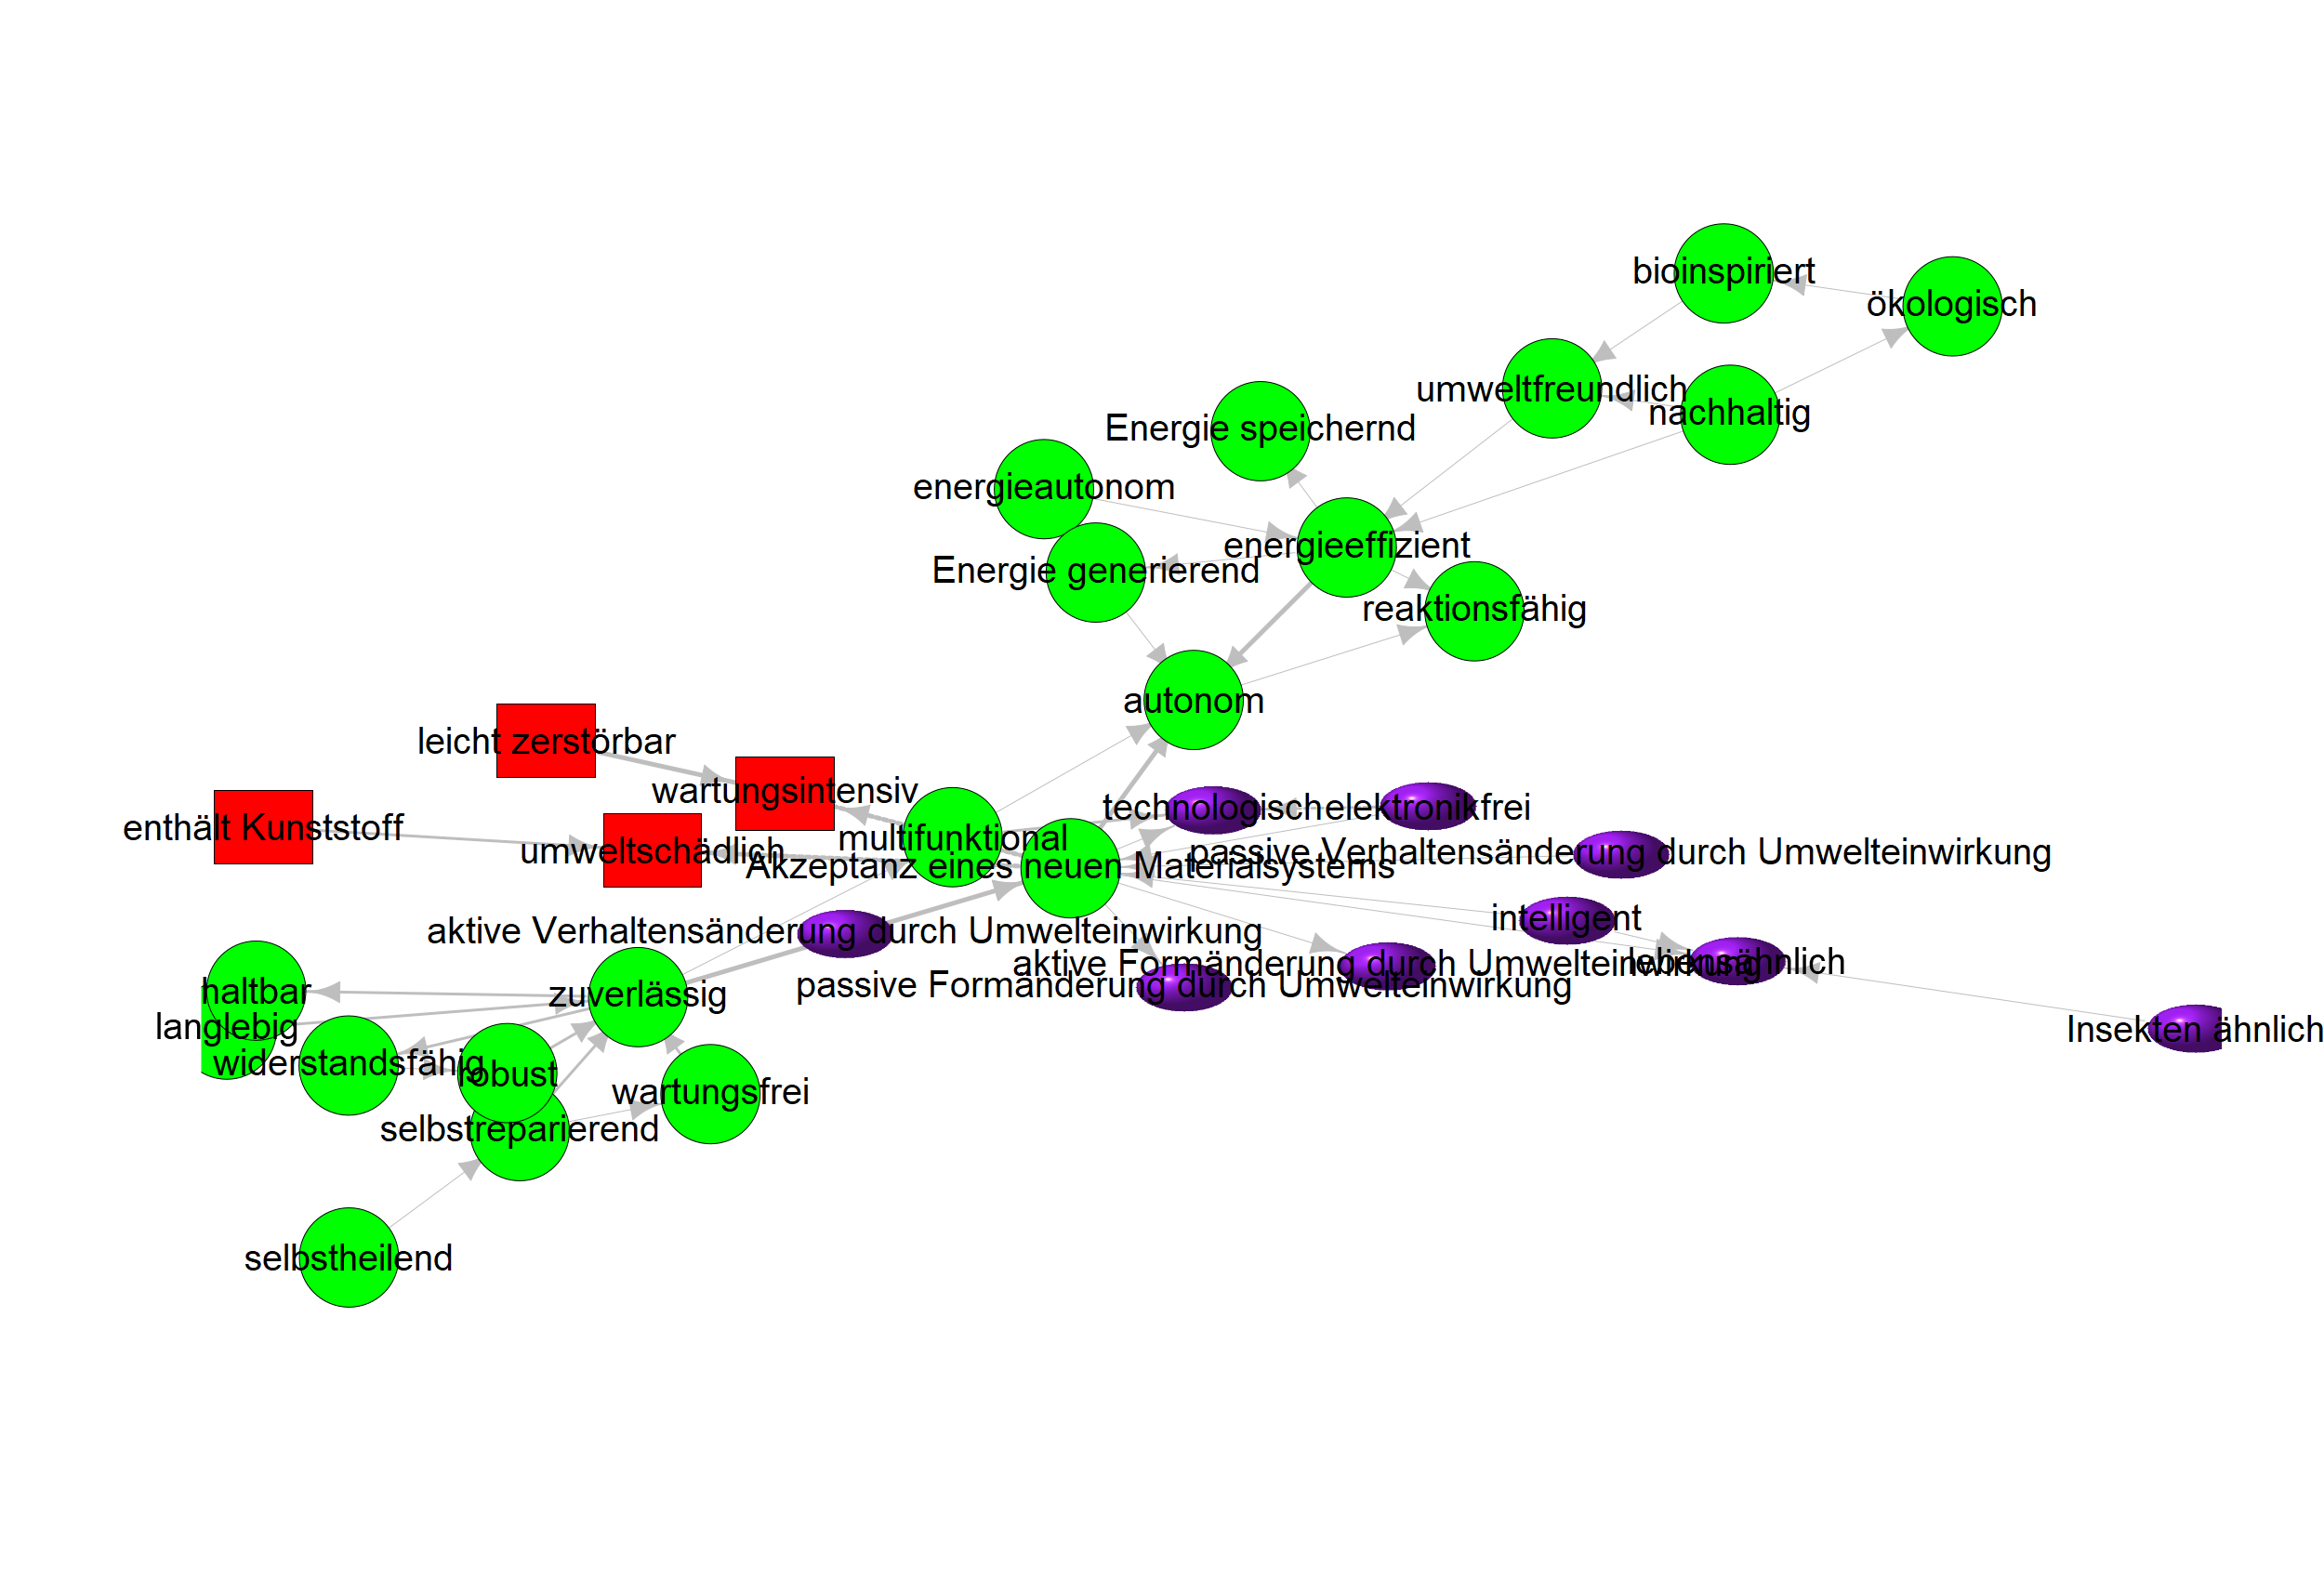 bioinspiriert
ökologisch
umweltfreundlich
nachhaltig
Energie speichernd
energieautonom
energieeffizient
Energie generierend
reaktionsfähig
autonom
leicht zerstörbar
wartungsintensiv
technologisch
elektronikfrei
enthält Kunststoff
multifunktional
umweltschädlich
passive Verhaltensänderung durch Umwelteinwirkung
Akzeptanz eines neuen Materialsystems
intelligent
aktive Verhaltensänderung durch Umwelteinwirkung
aktive Formänderung durch Umwelteinwirkung
lebensähnlich
passive Formänderung durch Umwelteinwirkung
haltbar
zuverlässig
langlebig
Insekten ähnlich
widerstandsfähig
robust
wartungsfrei
selbstreparierend
selbstheilend